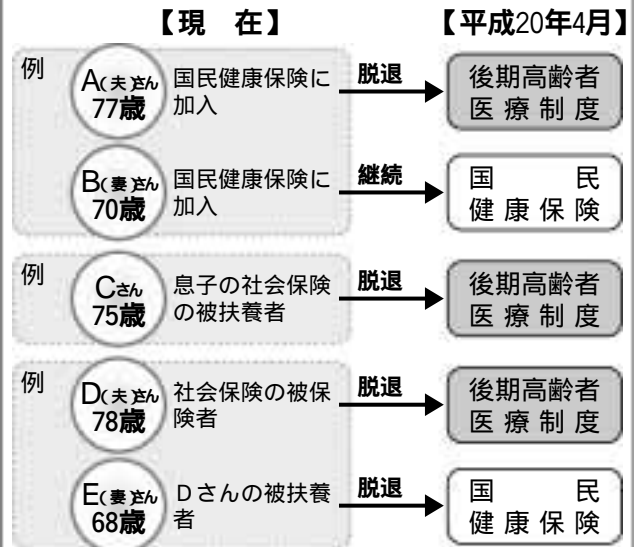 【現　在】
【平成20年4月】
例
A(夫)さん
77歳
国民健康保険に
加入
脱退
後期高齢者
医療制度
B(妻)さん
70歳
国民健康保険に
加入
継続
国　　民
健康保険
例
Cさん
75歳
息子の社会保険
の被扶養者
脱退
後期高齢者
医療制度
例
D(夫)さん
78歳
社会保険の被保
険者
脱退
後期高齢者
医療制度
E(妻)さん
68歳
Dさんの被扶養
者
脱退
国　　民
健康保険